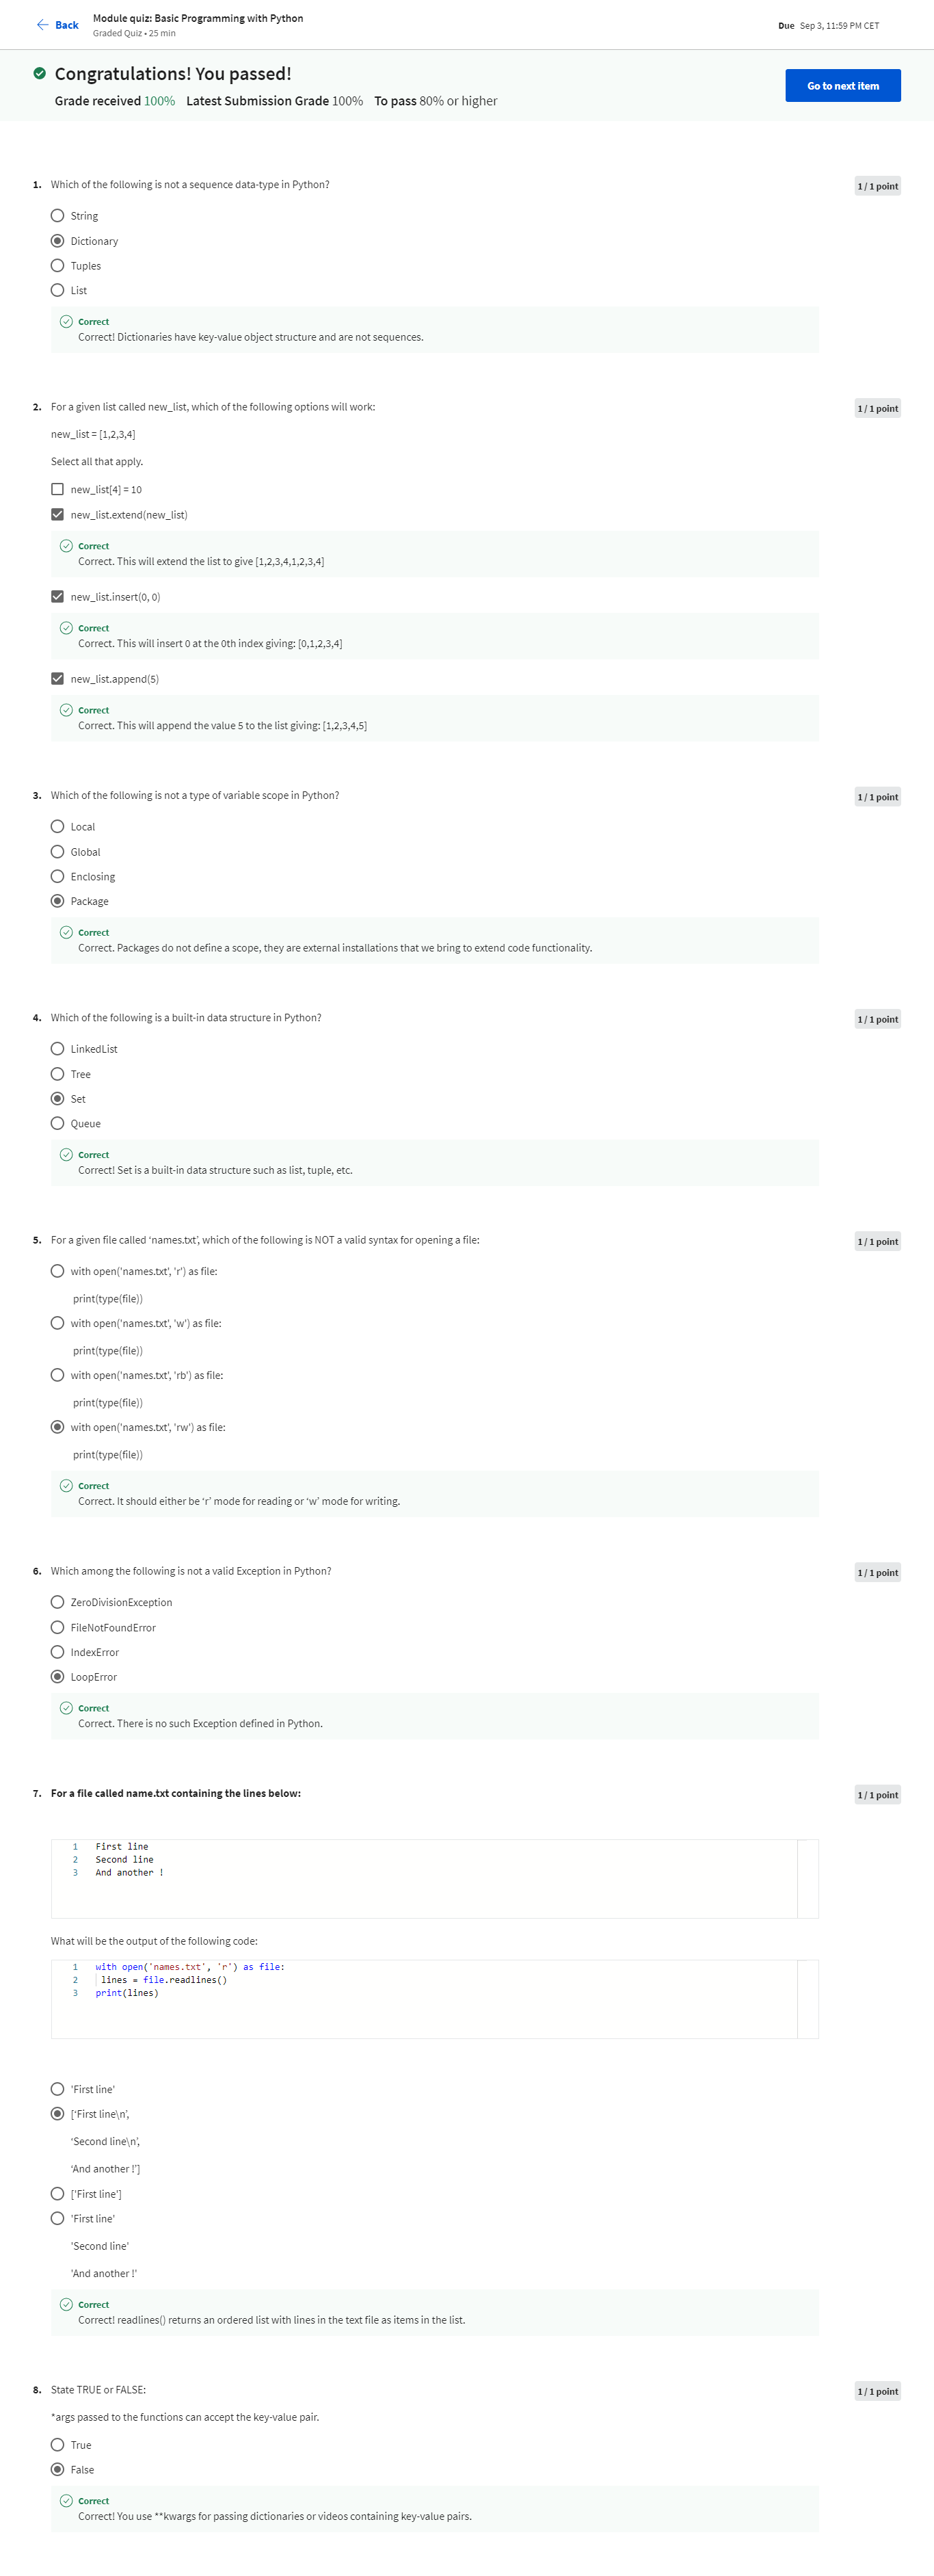 Back
Module quiz: Basic Programming with Python
Graded Quiz • 25 min
Due Sep 3, 11:59 PM CET
Congratulations! You passed!
Grade received 100% Latest Submission Grade 100% To pass 80% or higher
Go to next item
1. Which of the following is not a sequence data-type in Python?
1 / 1 point
String
Dictionary
Tuples
List
Correct
Correct! Dictionaries have key-value object structure and are not sequences.
2. For a given list called new_list, which of the following options will work:
1 / 1 point
new_list = [1,2,3,4]
Select all that apply.
new_list[4] = 10
new_list.extend(new_list)
Correct
Correct. This will extend the list to give [1,2,3,4,1,2,3,4]
new_list.insert(0, 0)
Correct
Correct. This will insert 0 at the 0th index giving: [0,1,2,3,4]
new_list.append(5)
Correct
Correct. This will append the value 5 to the list giving: [1,2,3,4,5]
3. Which of the following is not a type of variable scope in Python?
1 / 1 point
Local
Global
Enclosing
Package
Correct
Correct. Packages do not define a scope, they are external installations that we bring to extend code functionality.
4. Which of the following is a built-in data structure in Python?
1 / 1 point
LinkedList
Tree
Set
Queue
Correct
Correct! Set is a built-in data structure such as list, tuple, etc.
5. For a given file called ‘names.txt’, which of the following is NOT a valid syntax for opening a file:
1 / 1 point
with open('names.txt', 'r') as file:
print(type(file))
with open('names.txt', 'w') as file:
print(type(file))
with open('names.txt', 'rb') as file:
print(type(file))
with open('names.txt', 'rw') as file:
print(type(file))
Correct
Correct. It should either be ‘r’ mode for reading or ‘w’ mode for writing.
6. Which among the following is not a valid Exception in Python?
1 / 1 point
ZeroDivisionException
FileNotFoundError
IndexError
LoopError
Correct
Correct. There is no such Exception defined in Python.
7. For a file called name.txt containing the lines below:
1 / 1 point
1 First line
2 Second line
3 And another !
What will be the output of the following code:
1 with open('names.txt', 'r') as file:
2 lines = file.readlines()
3 print(lines)
'First line'
[‘First line\n’,
‘Second line\n’,
‘And another !’]
['First line']
'First line'
'Second line'
'And another !'
Correct
Correct! readlines() returns an ordered list with lines in the text file as items in the list.
8. State TRUE or FALSE:
1 / 1 point
*args passed to the functions can accept the key-value pair.
True
False
Correct
Correct! You use **kwargs for passing dictionaries or videos containing key-value pairs.